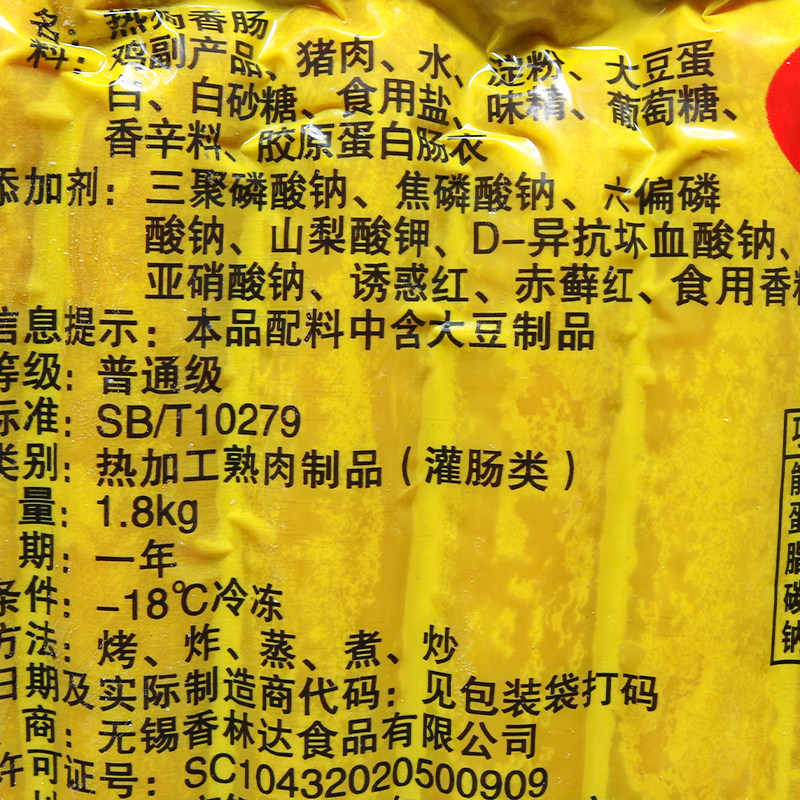 名：热狗香肠
料：鸡副产品、猪肉、水、淀粉、大豆蛋
白、白砂糖、食用盐、味精、葡萄糖、
香辛料、胶原蛋白肠衣
添加剂：三聚磷酸钠、焦磷酸钠、六偏磷
酸钠、山梨酸钾、D-异抗坏血酸钠、
亚硝酸钠、诱惑红、赤藓红、食用香料
信息提示：本品配料中含大豆制品
等级：普通级
标准：SB/T10279
类别：热加工熟肉制品（灌肠类）
量：1.8kg
期：一年
条件：-18℃冷冻
方法：烤、炸、蒸、煮、炒
日期及实际制造商代码：见包装袋打码
商：无锡香林达食品有限公司
许可证号：SC10432020500909
项
能
蛋
脂
碳
钠